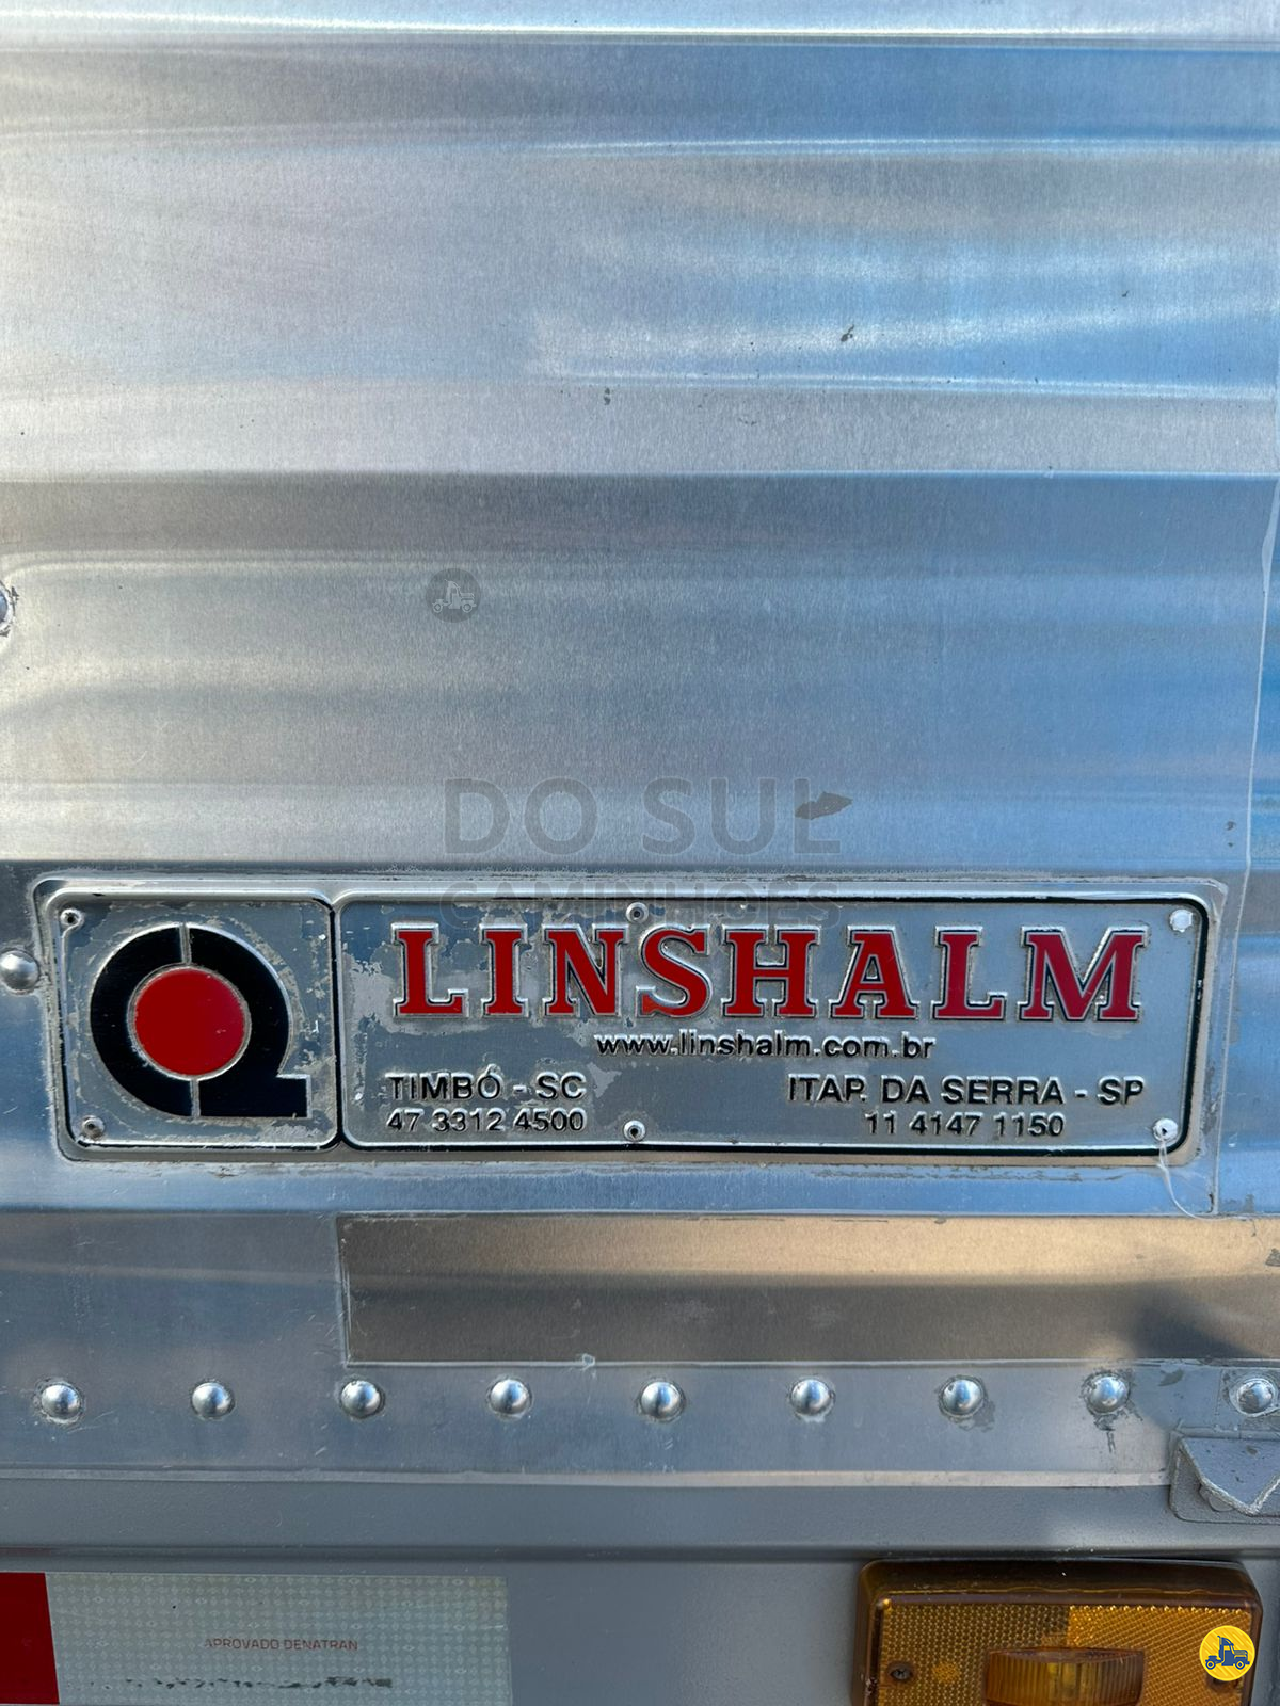 DO SUL
CAMINHÕES
LINSHALM
www.linshalm.com.br
TIMBÓ - SC
ITAP. DA SERRA - SP
47 3312 4500
11 4147 1150
APROVADO DENATRAN